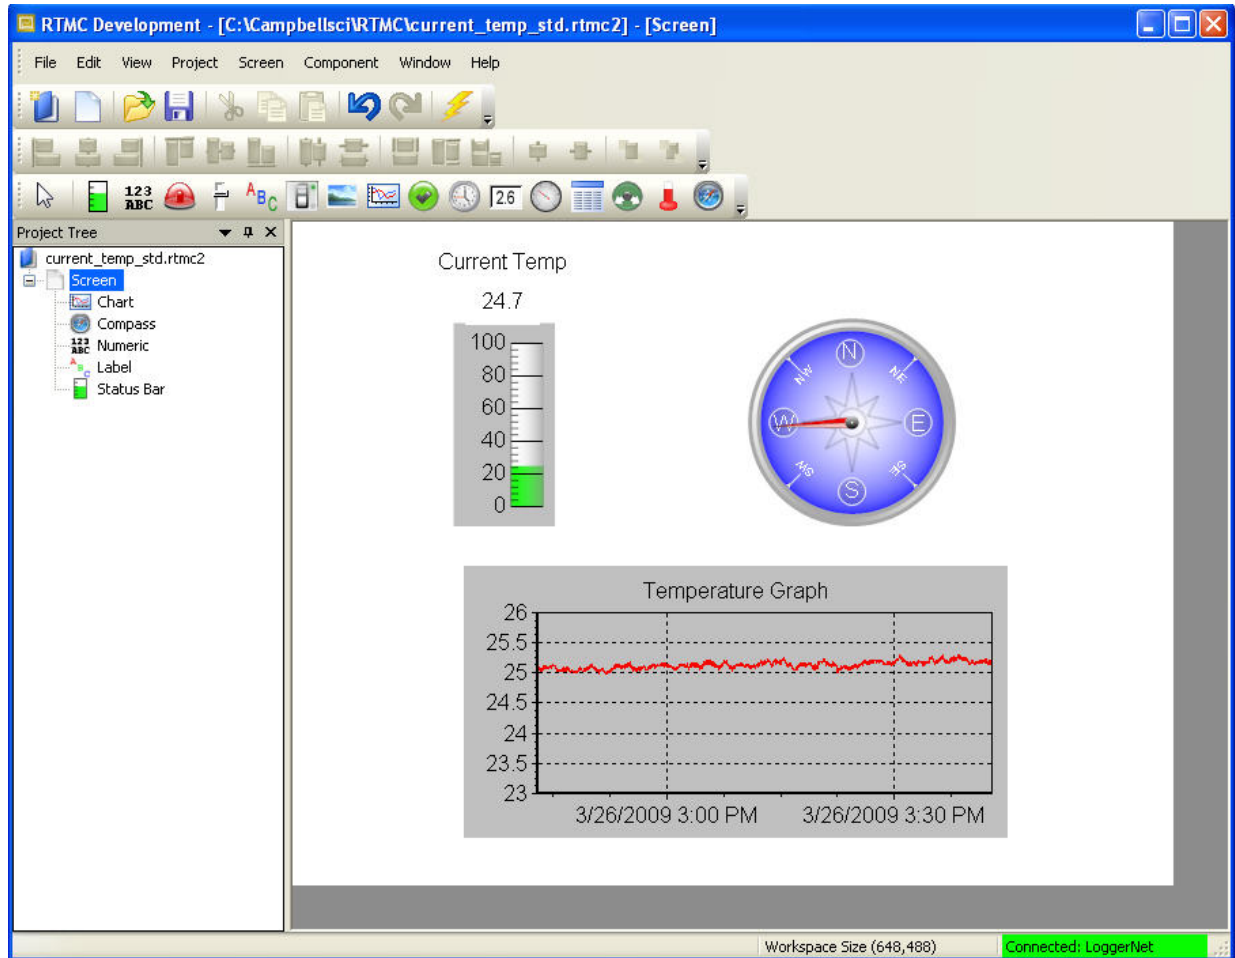 RTMC Development - [C:\Campbellsci\RTMC\current_temp_std.rtmc2] - [Screen]
File Edit View Project Screen Component Window Help
123
ABC
ABC
2.6
Project Tree
current_temp_std.rtmc2
Screen
Chart
Compass
123
ABC
Numeric
A B C
Label
Status Bar
Current Temp
24.7
100
80
60
40
20
0
N
NW
NE
W
E
SW
SE
S
Temperature Graph
26
25.5
25
24.5
24
23.5
23
3/26/2009 3:00 PM 3/26/2009 3:30 PM
Workspace Size (648,488)
Connected: LoggerNet